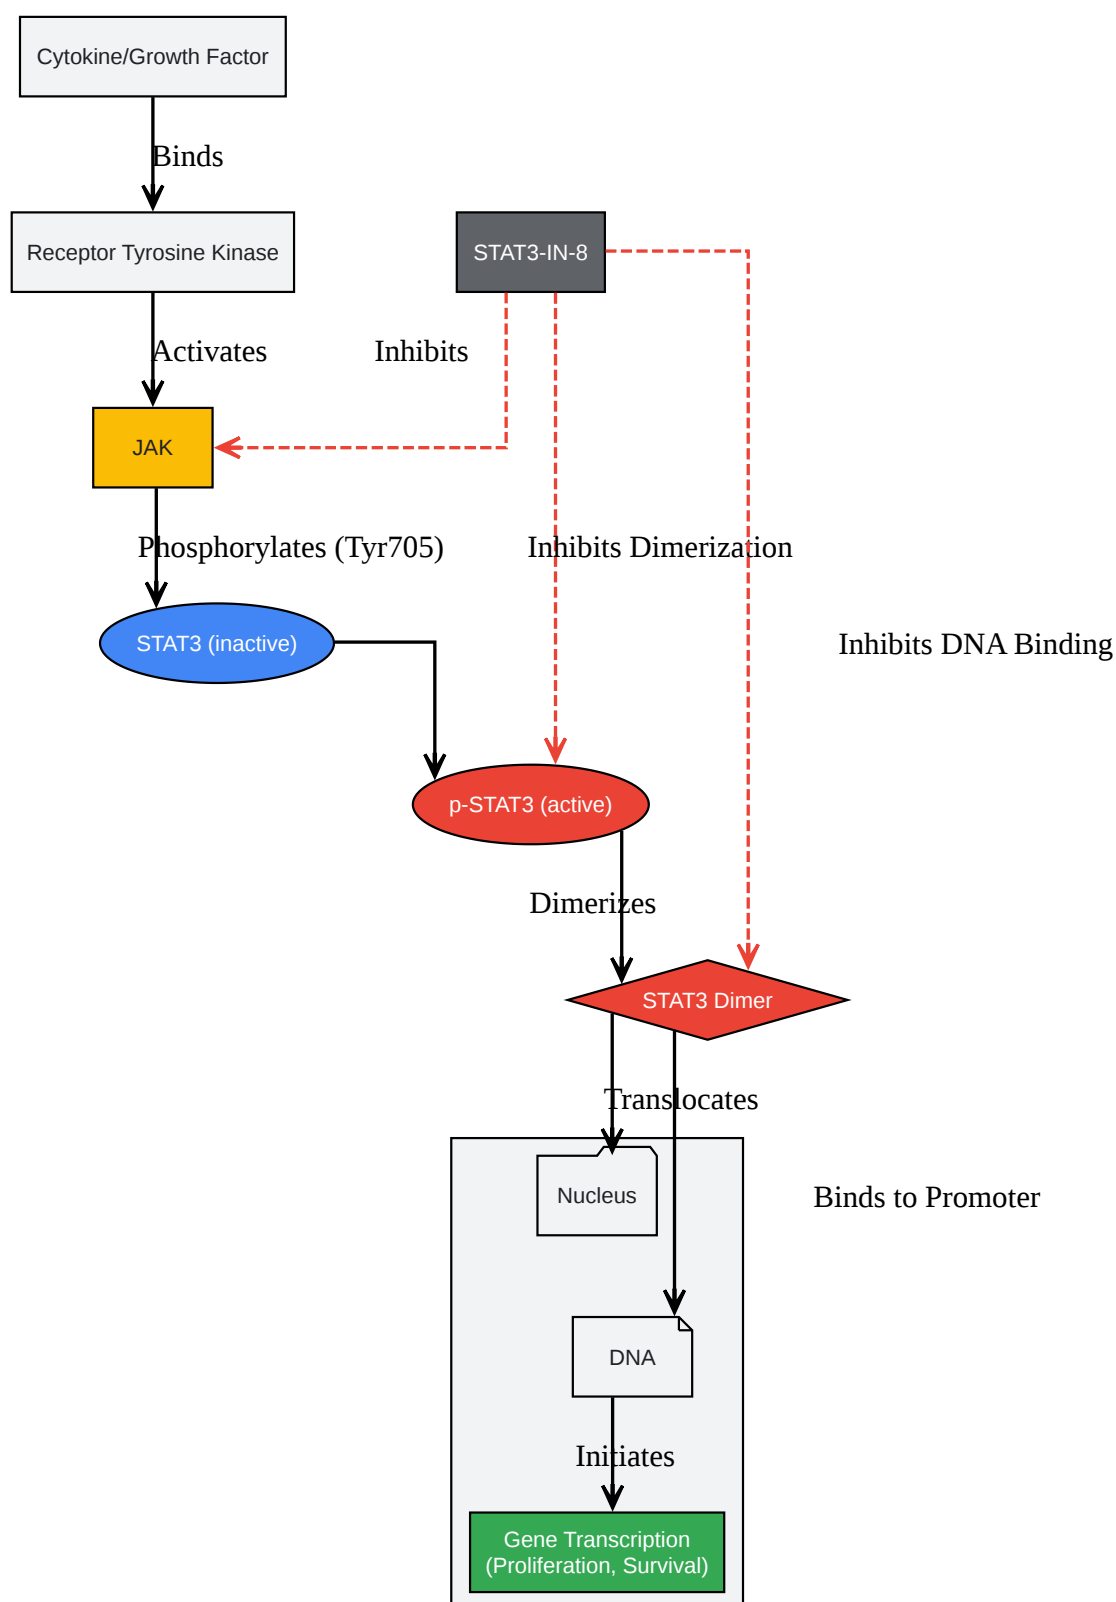 Cytokine/Growth Factor
Binds
Receptor Tyrosine Kinase
STAT3-IN-8
Activates
Inhibits
JAK
Phosphorylates (Tyr705)
Inhibits Dimerization
STAT3 (inactive)
Inhibits DNA Binding
p-STAT3 (active)
Dimerizes
STAT3 Dimer
Translocates
Nucleus
Binds to Promoter
DNA
Initiates
Gene Transcription
(Proliferation, Survival)